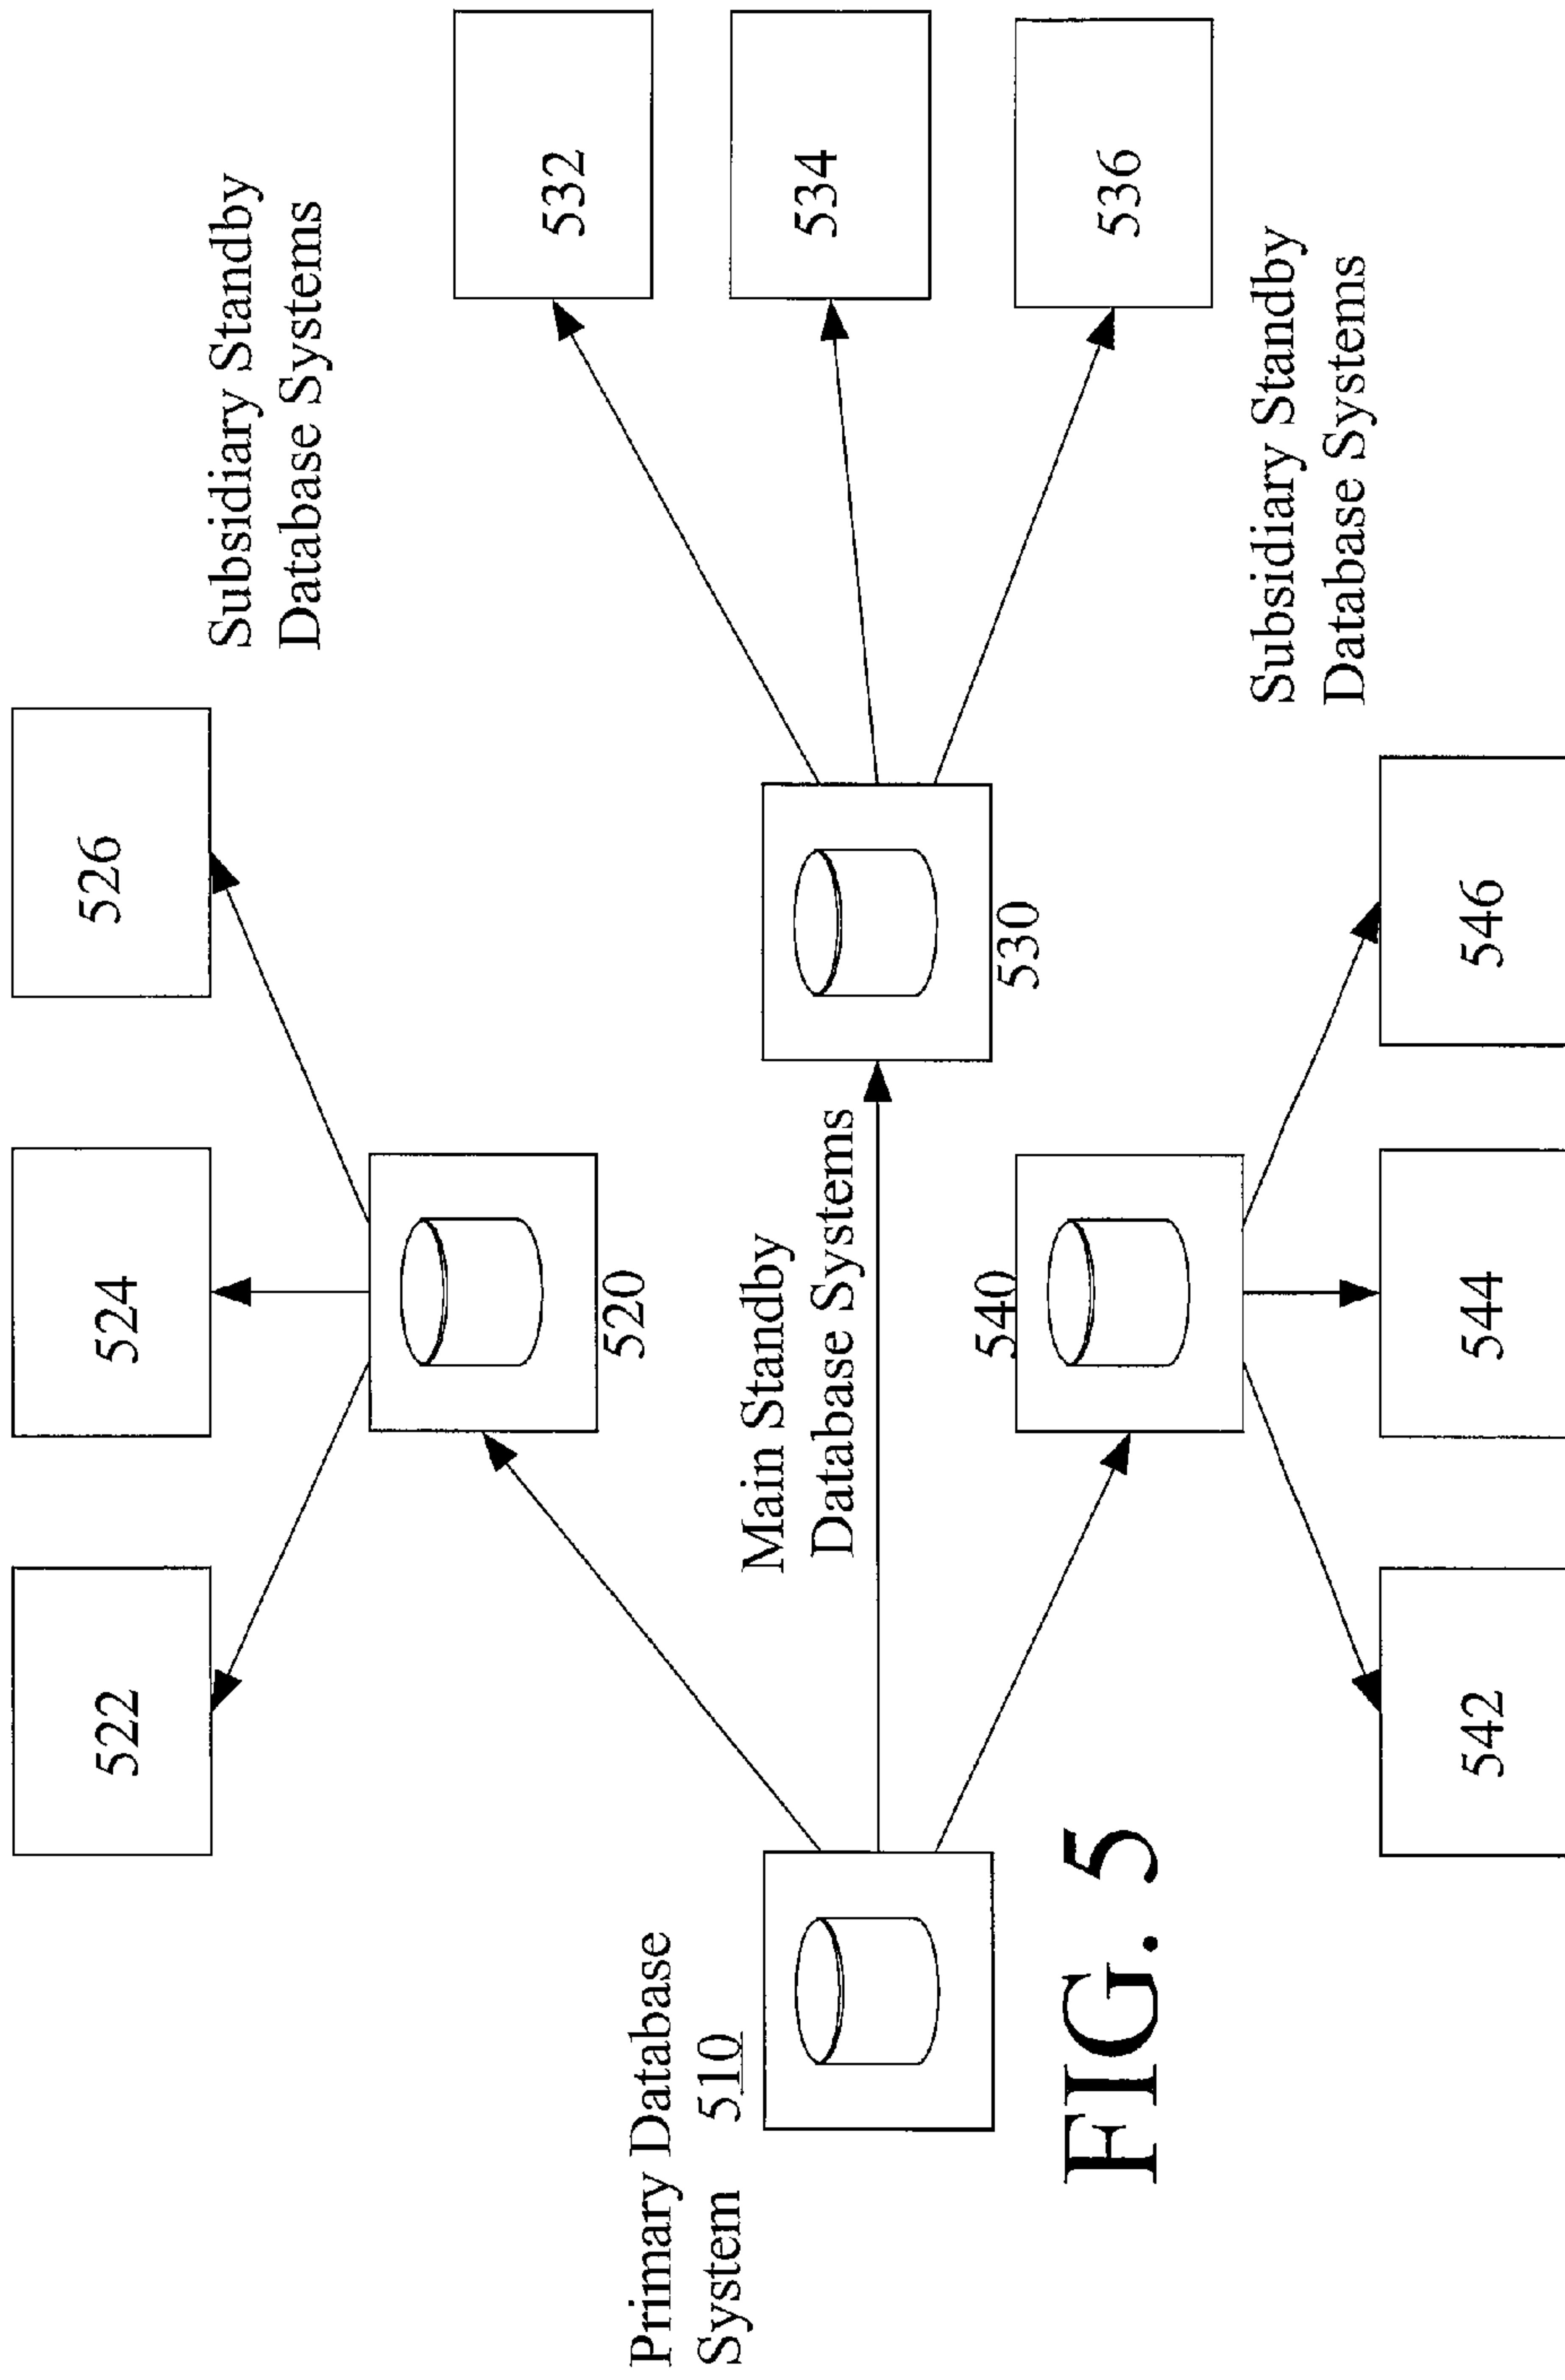 522
524
526
Subsidiary Standby
Database Systems
520
532
Primary Database
System 510
Main Standby
Database Systems
530
534
540
536
FIG. 5
Subsidiary Standby
Database Systems
542
544
546